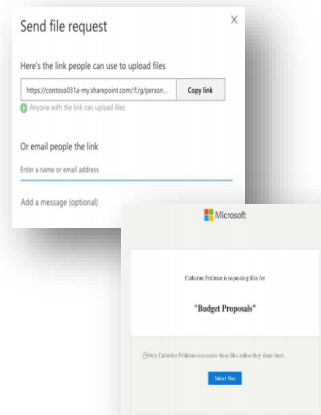 Send file request
X
Here's the link people can use to upload files
https://contoso031a-my.sharepoint.com/:f:/g/person... Copy link
Anyone with the link can upload files
Or email people the link
Enter a name or email address
Add a message (optional)
Microsoft
Catherine Feldman is requesting files for
"Budget Proposals"
Only Catherine Feldman can access these files unless they share them.
Select files